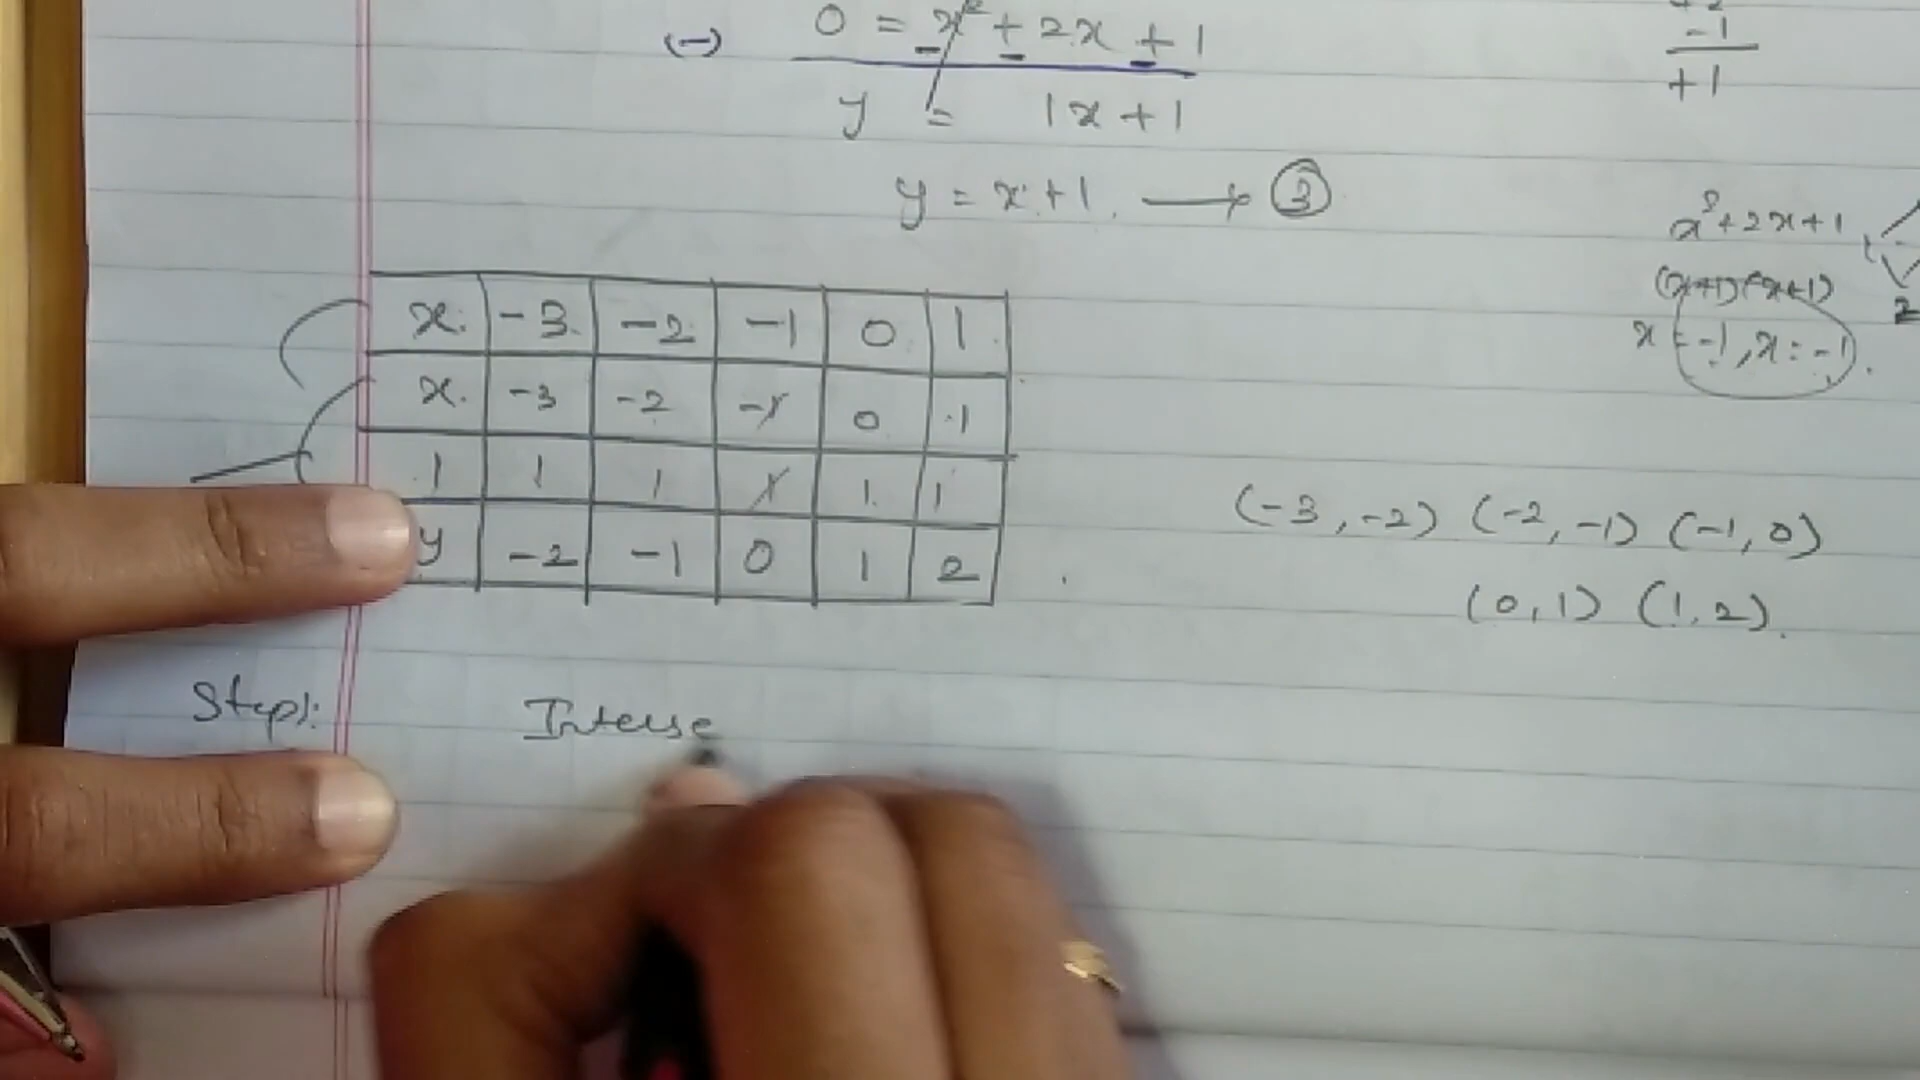 (-) 0 = x² + 2x + 1
- - -
y = 1x + 1
y = x + 1 → ③
-1
+1
x² + 2x + 1
(x+1)(x+1)
x = -1, x = -1
2
x -3 -2 -1 0 1
x -3 -2 -1 0 1
1 1 1 1 1 1
y -2 -1 0 1 2
(-3, -2) (-2, -1) (-1, 0)
(0, 1) (1, 2).
Step): Interse